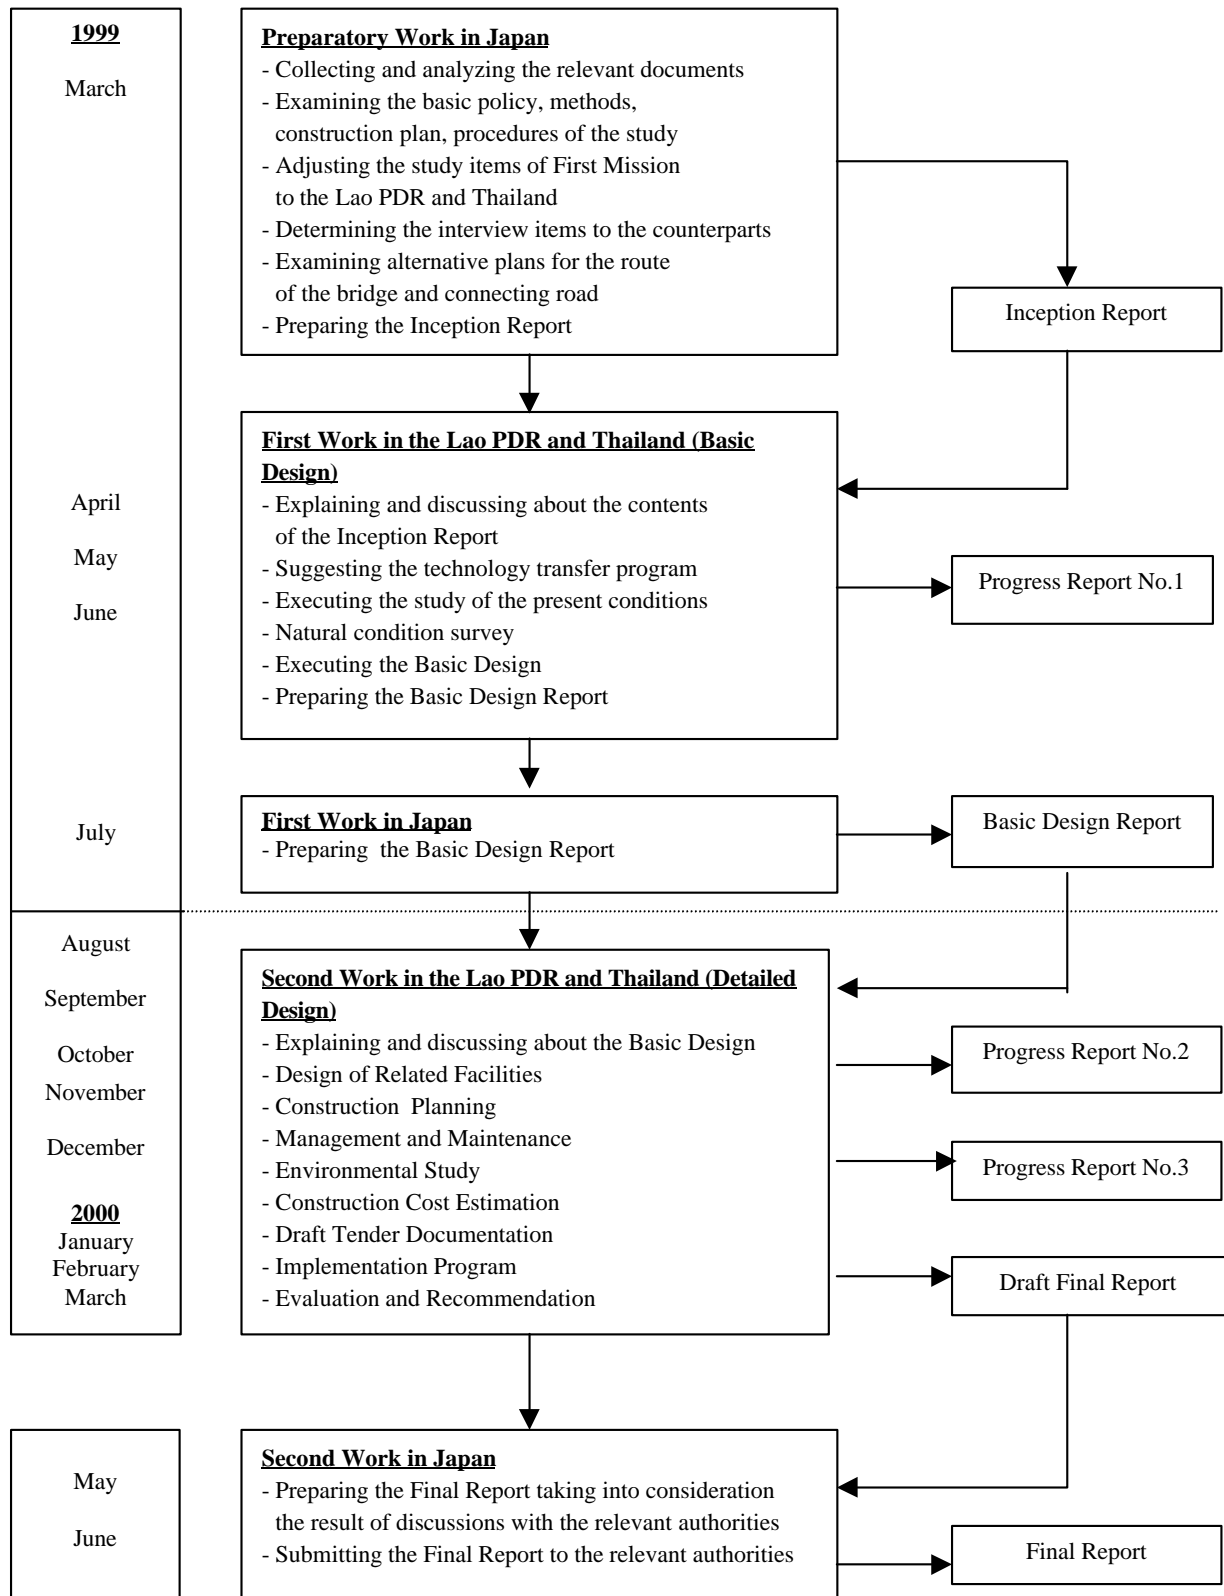 1999
March
Preparatory Work in Japan
- Collecting and analyzing the relevant documents
- Examining the basic policy, methods,
construction plan, procedures of the study
- Adjusting the study items of First Mission
to the Lao PDR and Thailand
- Determining the interview items to the counterparts
- Examining alternative plans for the route
of the bridge and connecting road
- Preparing the Inception Report
Inception Report
April
May
June
First Work in the Lao PDR and Thailand (Basic
Design)
- Explaining and discussing about the contents
of the Inception Report
- Suggesting the technology transfer program
- Executing the study of the present conditions
- Natural condition survey
- Executing the Basic Design
- Preparing the Basic Design Report
Progress Report No.1
July
First Work in Japan
- Preparing the Basic Design Report
Basic Design Report
August
September
October
November
December
2000
January
February
March
Second Work in the Lao PDR and Thailand (Detailed
Design)
- Explaining and discussing about the Basic Design
- Design of Related Facilities
- Construction Planning
- Management and Maintenance
- Environmental Study
- Construction Cost Estimation
- Draft Tender Documentation
- Implementation Program
- Evaluation and Recommendation
Progress Report No.2
Progress Report No.3
Draft Final Report
May
June
Second Work in Japan
- Preparing the Final Report taking into consideration
the result of discussions with the relevant authorities
- Submitting the Final Report to the relevant authorities
Final Report